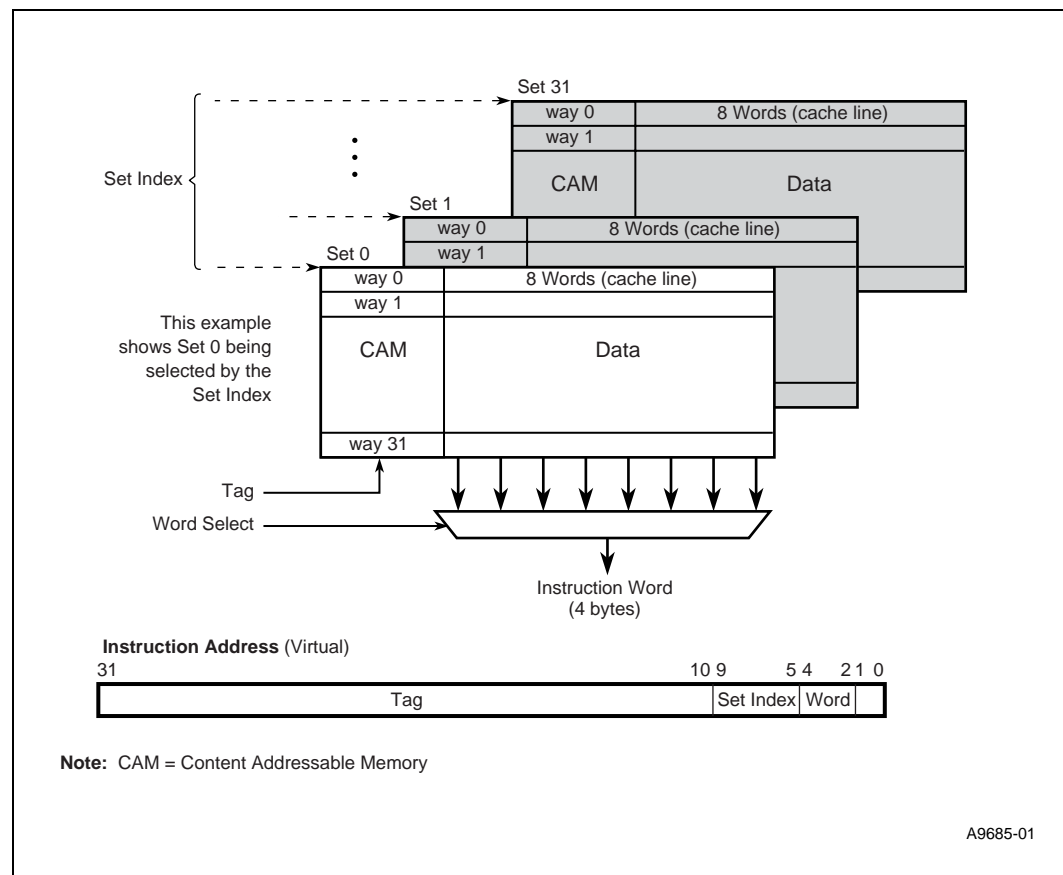 Set 31
way 0 8 Words (cache line)
way 1
CAM Data
Set Index
Set 1
way 0 8 Words (cache line)
way 1
Set 0
way 0 8 Words (cache line)
way 1
This example
shows Set 0 being
selected by the
Set Index
CAM Data
way 31
Tag
Word Select
Instruction Word
(4 bytes)
Instruction Address (Virtual)
31 10 9 5 4 2 1 0
Tag Set Index Word
Note: CAM = Content Addressable Memory
A9685-01